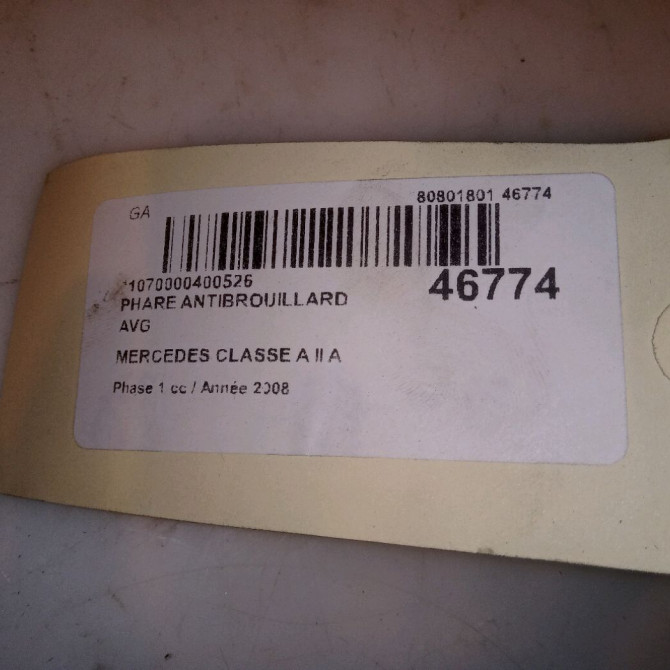 GA
80801801 46774
*1070000400526
46774
PHARE ANTIBROUILLARD
AVG
MERCEDES CLASSE A II A
Phase 1 cc / Année 2008